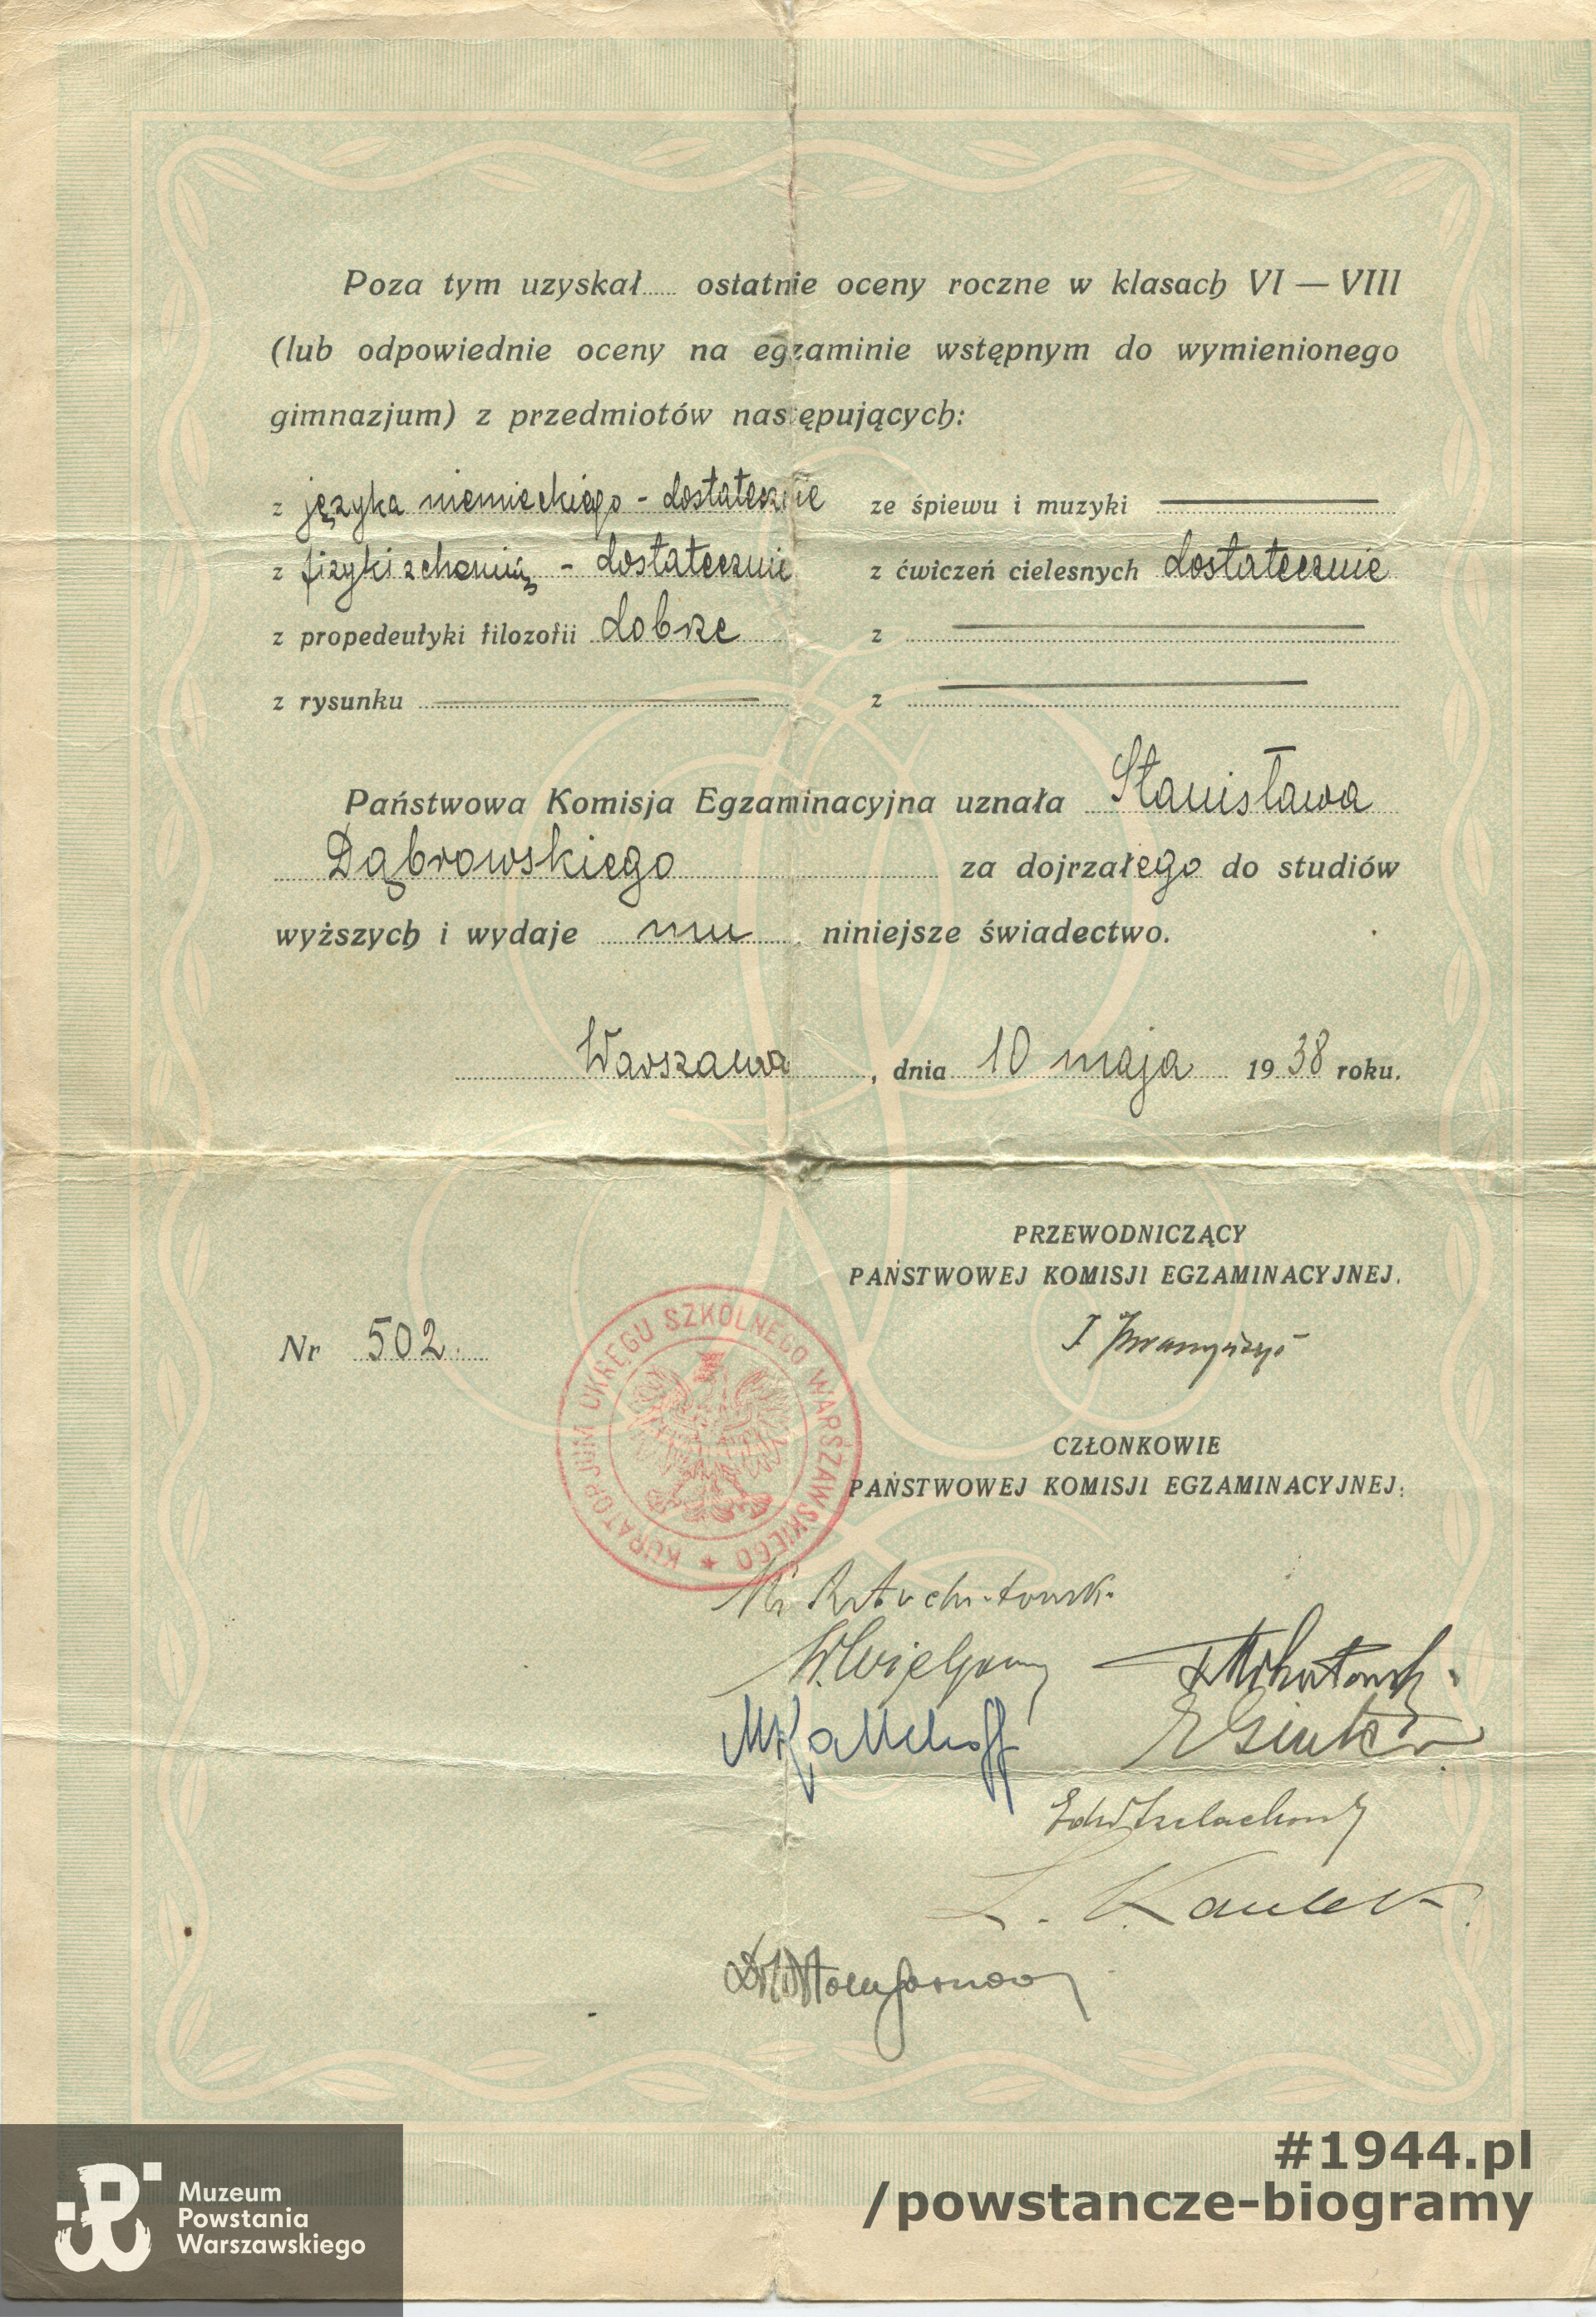 Poza tym uzyskał..... ostatnie oceny roczne w klasach VI — VIII
(lub odpowiednie oceny na egzaminie wstępnym do wymienionego
gimnazjum) z przedmiotów następujących:
z języka niemieckiego - dostatecznie
ze śpiewu i muzyki
z fizyki z chemią - dostatecznie
z ćwiczeń cielesnych dostatecznie
z propedeutyki filozofii dobrze
z
z rysunku
z
Państwowa Komisja Egzaminacyjna uznała Stanisława
Dąbrowskiego za dojrzałego do studiów
wyższych i wydaje mu niniejsze świadectwo.
Warszawa, dnia 10 maja 1938 roku.
PRZEWODNICZĄCY
PAŃSTWOWEJ KOMISJI EGZAMINACYJNEJ.
Nr 502.
KURATORJUM OKRĘGU SZKOLNEGO WARSZAWSKIEGO
CZŁONKOWIE
PAŃSTWOWEJ KOMISJI EGZAMINACYJNEJ:
Muzeum
Powstania
Warszawskiego
#1944.pl
/powstancze-biogramy